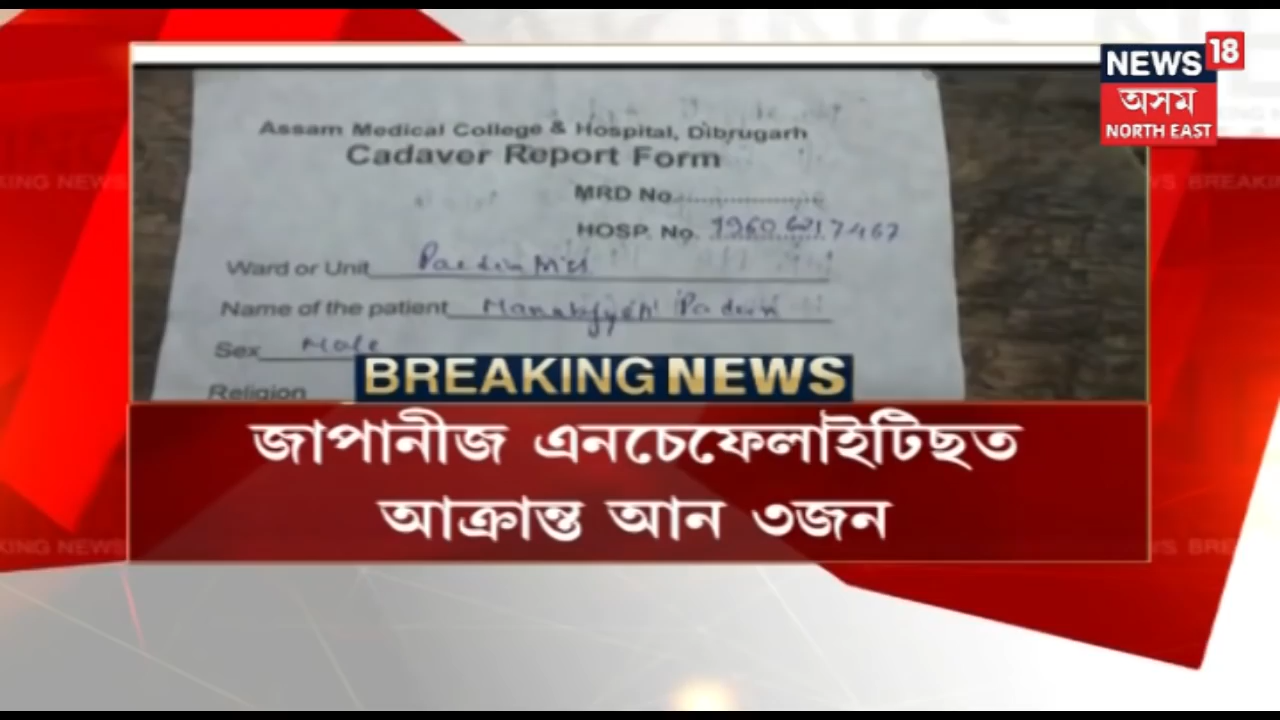 NEWS 18
অসম
NORTH EAST
Assam Medical College & Hospital, Dibrugarh
Cadaver Report Form
MRD No.
HOSP. No.
Ward or Unit
Name of the patient
Sex Male
Religion
BREAKING NEWS
জাপানীজ এনচেফেলাইটিছত
আক্ৰান্ত আন ৩জন